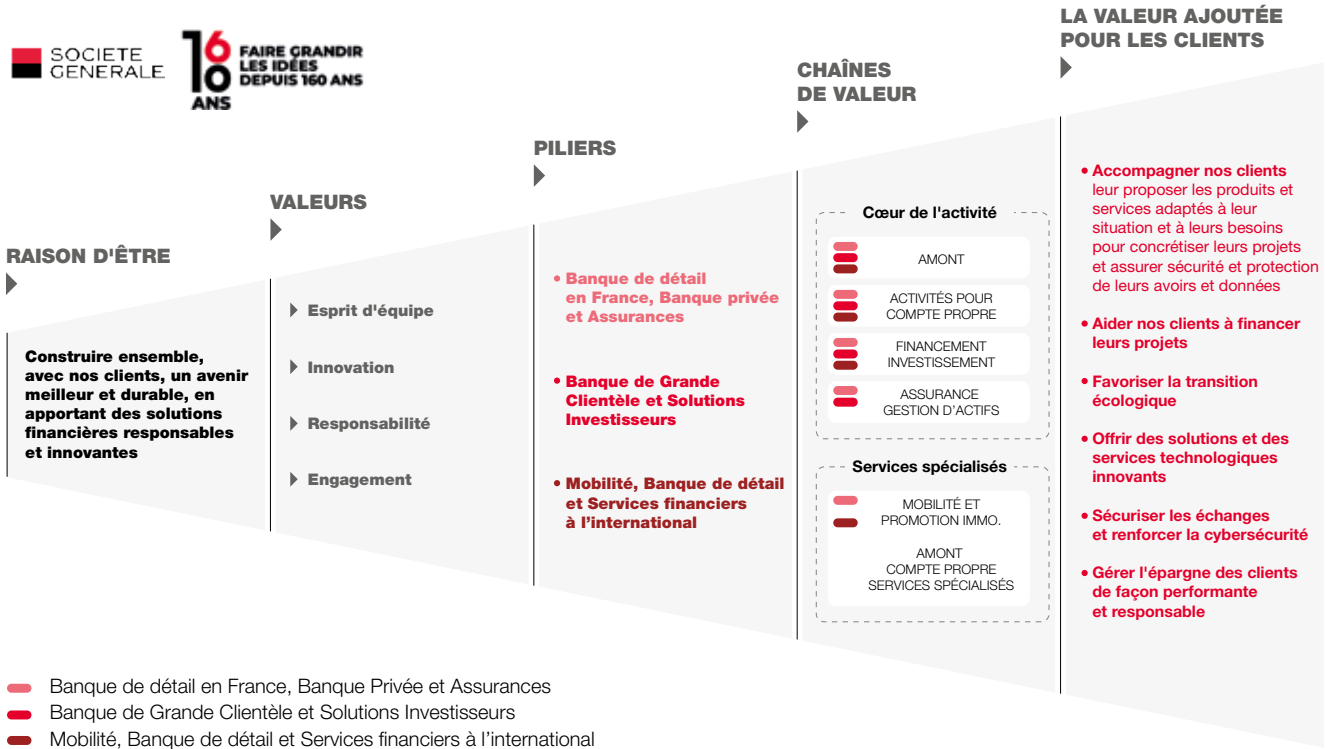 SOCIETE
GENERALE
160
ANS
FAIRE GRANDIR
LES IDÉES
DEPUIS 160 ANS
RAISON D'ÊTRE
Construire ensemble,
avec nos clients, un avenir
meilleur et durable, en
apportant des solutions
financières responsables
et innovantes
VALEURS
Esprit d'équipe
Innovation
Responsabilité
Engagement
PILIERS
• Banque de détail
en France, Banque privée
et Assurances
• Banque de Grande
Clientèle et Solutions
Investisseurs
• Mobilité, Banque de détail
et Services financiers
à l’international
CHAÎNES
DE VALEUR
Cœur de l'activité
AMONT
ACTIVITÉS POUR
COMPTE PROPRE
FINANCEMENT
INVESTISSEMENT
ASSURANCE
GESTION D’ACTIFS
Services spécialisés
MOBILITÉ ET
PROMOTION IMMO.
AMONT
COMPTE PROPRE
SERVICES SPÉCIALISÉS
LA VALEUR AJOUTÉE
POUR LES CLIENTS
• Accompagner nos clients
leur proposer les produits et
services adaptés à leur
situation et à leurs besoins
pour concrétiser leurs projets
et assurer sécurité et protection
de leurs avoirs et données
• Aider nos clients à financer
leurs projets
• Favoriser la transition
écologique
• Offrir des solutions et des
services technologiques
innovants
• Sécuriser les échanges
et renforcer la cybersécurité
• Gérer l'épargne des clients
de façon performante
et responsable
Banque de détail en France, Banque Privée et Assurances
Banque de Grande Clientèle et Solutions Investisseurs
Mobilité, Banque de détail et Services financiers à l’international